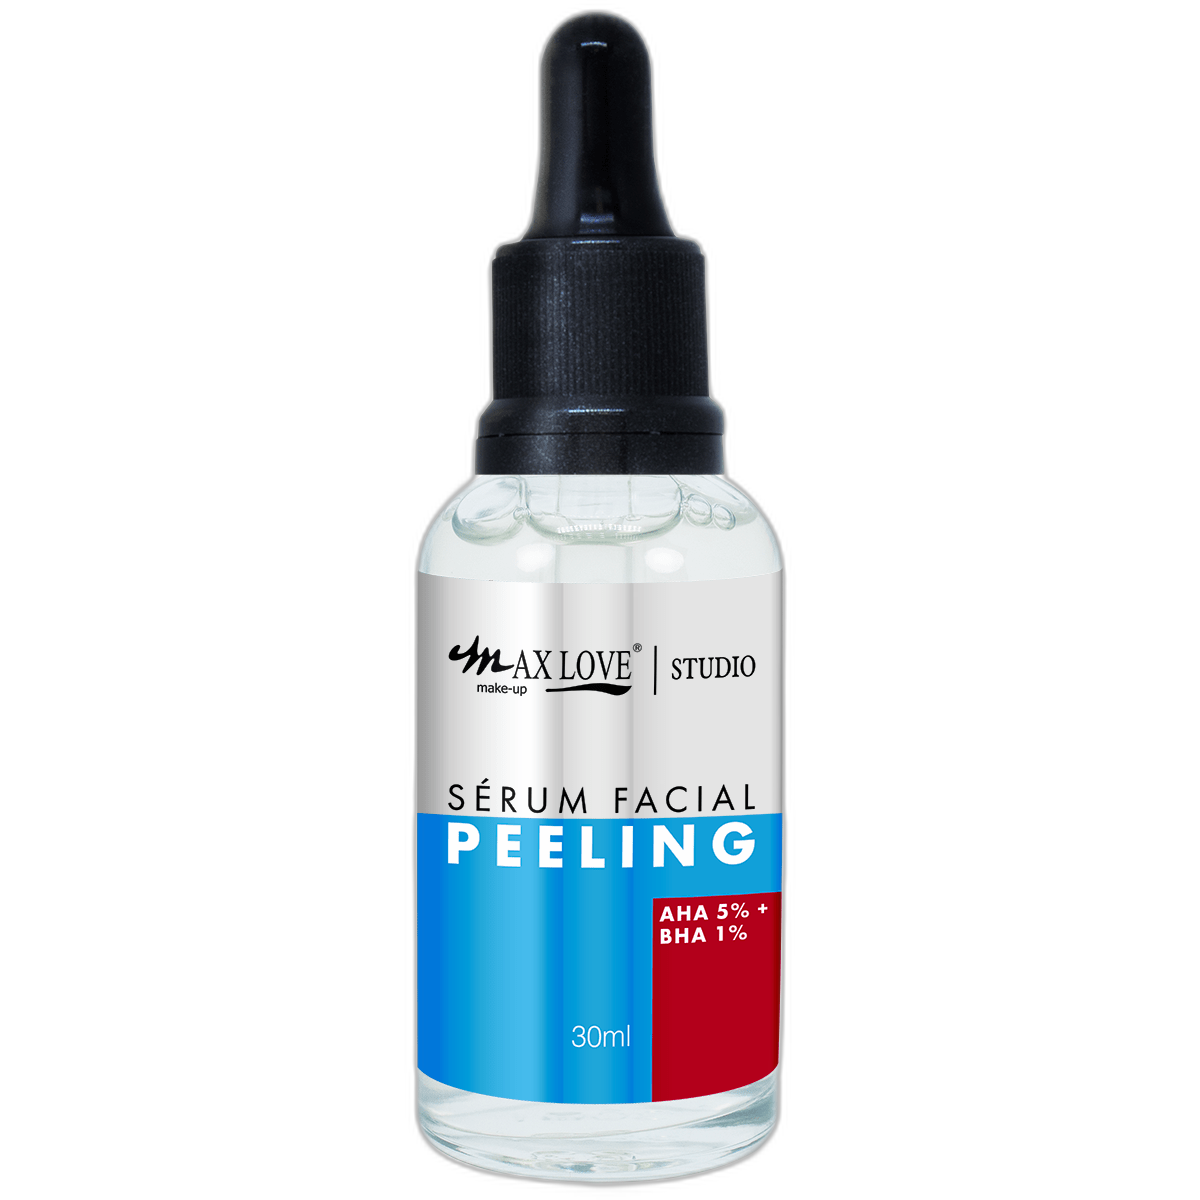 MAX LOVE® | STUDIO
make-up
SÉRUM FACIAL
PEELING
AHA 5% +
BHA 1%
30ml